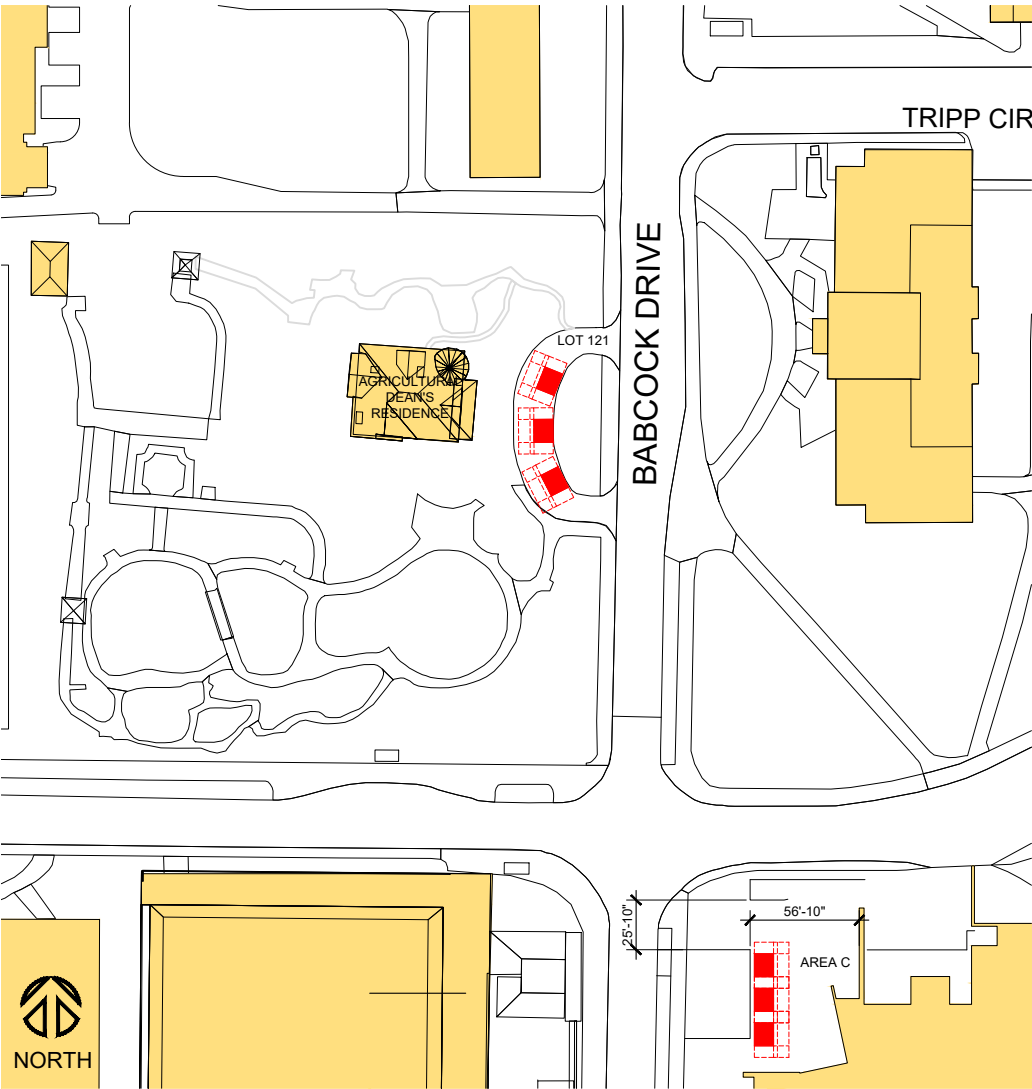 TRIPP CIR
BABCOCK DRIVE
LOT 121
AGRICULTURAL
DEAN'S
RESIDENCE
56'-10"
25'-10"
AREA C
NORTH